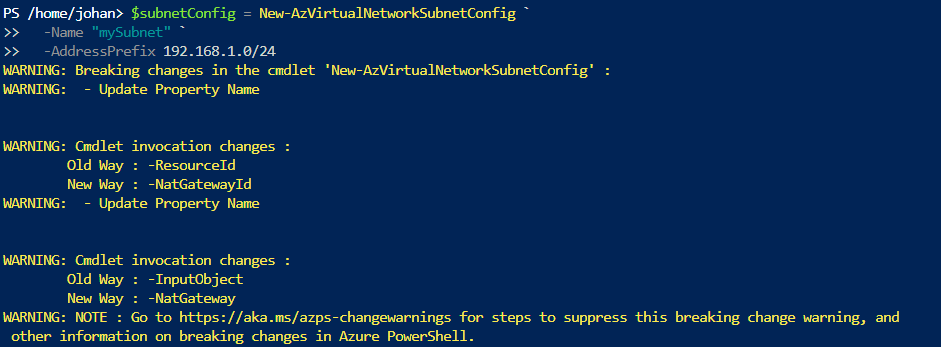 PS /home/johan> $subnetConfig = New-AzVirtualNetworkSubnetConfig `
>>   -Name "mySubnet" `
>>   -AddressPrefix 192.168.1.0/24
WARNING: Breaking changes in the cmdlet 'New-AzVirtualNetworkSubnetConfig' :
WARNING:  - Update Property Name
WARNING: Cmdlet invocation changes :
Old Way : -ResourceId
New Way : -NatGatewayId
WARNING:  - Update Property Name
WARNING: Cmdlet invocation changes :
Old Way : -InputObject
New Way : -NatGateway
WARNING: NOTE : Go to https://aka.ms/azps-changewarnings for steps to suppress this breaking change warning, and
other information on breaking changes in Azure PowerShell.